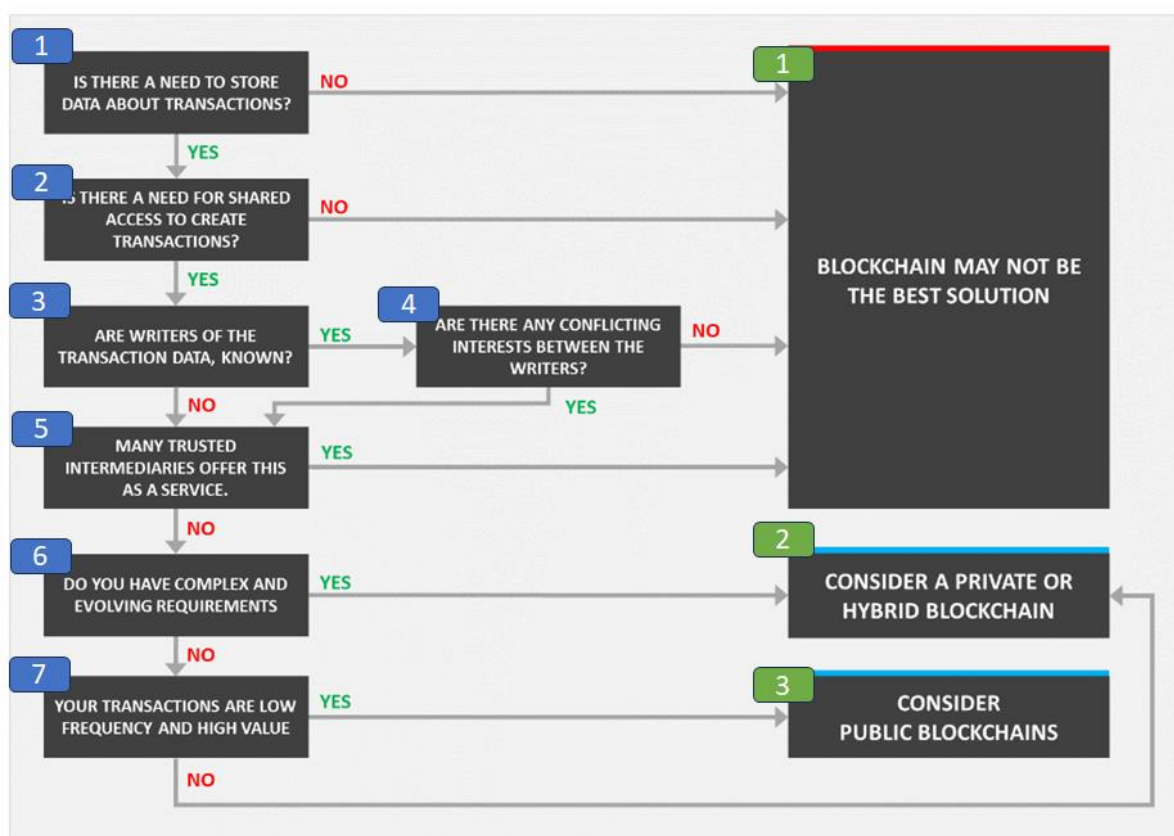 1
IS THERE A NEED TO STORE
DATA ABOUT TRANSACTIONS?
NO
YES
1
BLOCKCHAIN MAY NOT BE
THE BEST SOLUTION
2
IS THERE A NEED FOR SHARED
ACCESS TO CREATE
TRANSACTIONS?
NO
YES
3
ARE WRITERS OF THE
TRANSACTION DATA, KNOWN?
YES
NO
4
ARE THERE ANY CONFLICTING
INTERESTS BETWEEN THE
WRITERS?
NO
YES
5
MANY TRUSTED
INTERMEDIARIES OFFER THIS
AS A SERVICE.
YES
NO
6
DO YOU HAVE COMPLEX AND
EVOLVING REQUIREMENTS
YES
NO
2
CONSIDER A PRIVATE OR
HYBRID BLOCKCHAIN
7
YOUR TRANSACTIONS ARE LOW
FREQUENCY AND HIGH VALUE
YES
NO
3
CONSIDER
PUBLIC BLOCKCHAINS